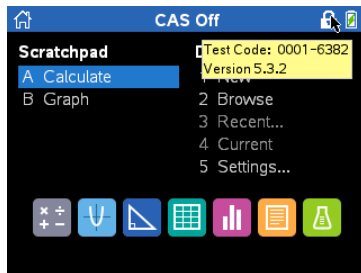 CAS Off
Scratchpad
A Calculate
B Graph
Test Code: 0001-6382
Version 5.3.2
2 Browse
3 Recent...
4 Current
5 Settings...